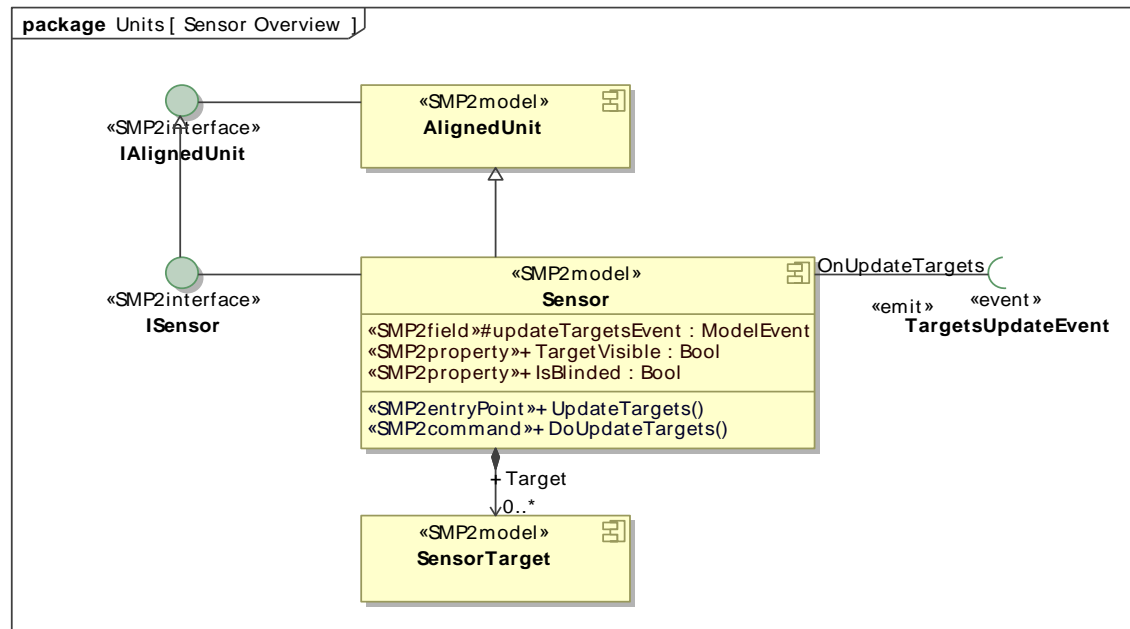 package Units [ Sensor Overview ]
«SMP2model»
AlignedUnit
«SMP2interface»
IAlignedUnit
«SMP2model»
Sensor
«SMP2interface»
ISensor
OnUpdateTargets
«emit»
«event»
TargetsUpdateEvent
«SMP2field»#updateTargetsEvent : ModelEvent
«SMP2property»+ TargetVisible : Bool
«SMP2property»+ IsBlinded : Bool
«SMP2entryPoint»+ UpdateTargets()
«SMP2command»+ DoUpdateTargets()
+ Target
0..*
«SMP2model»
SensorTarget